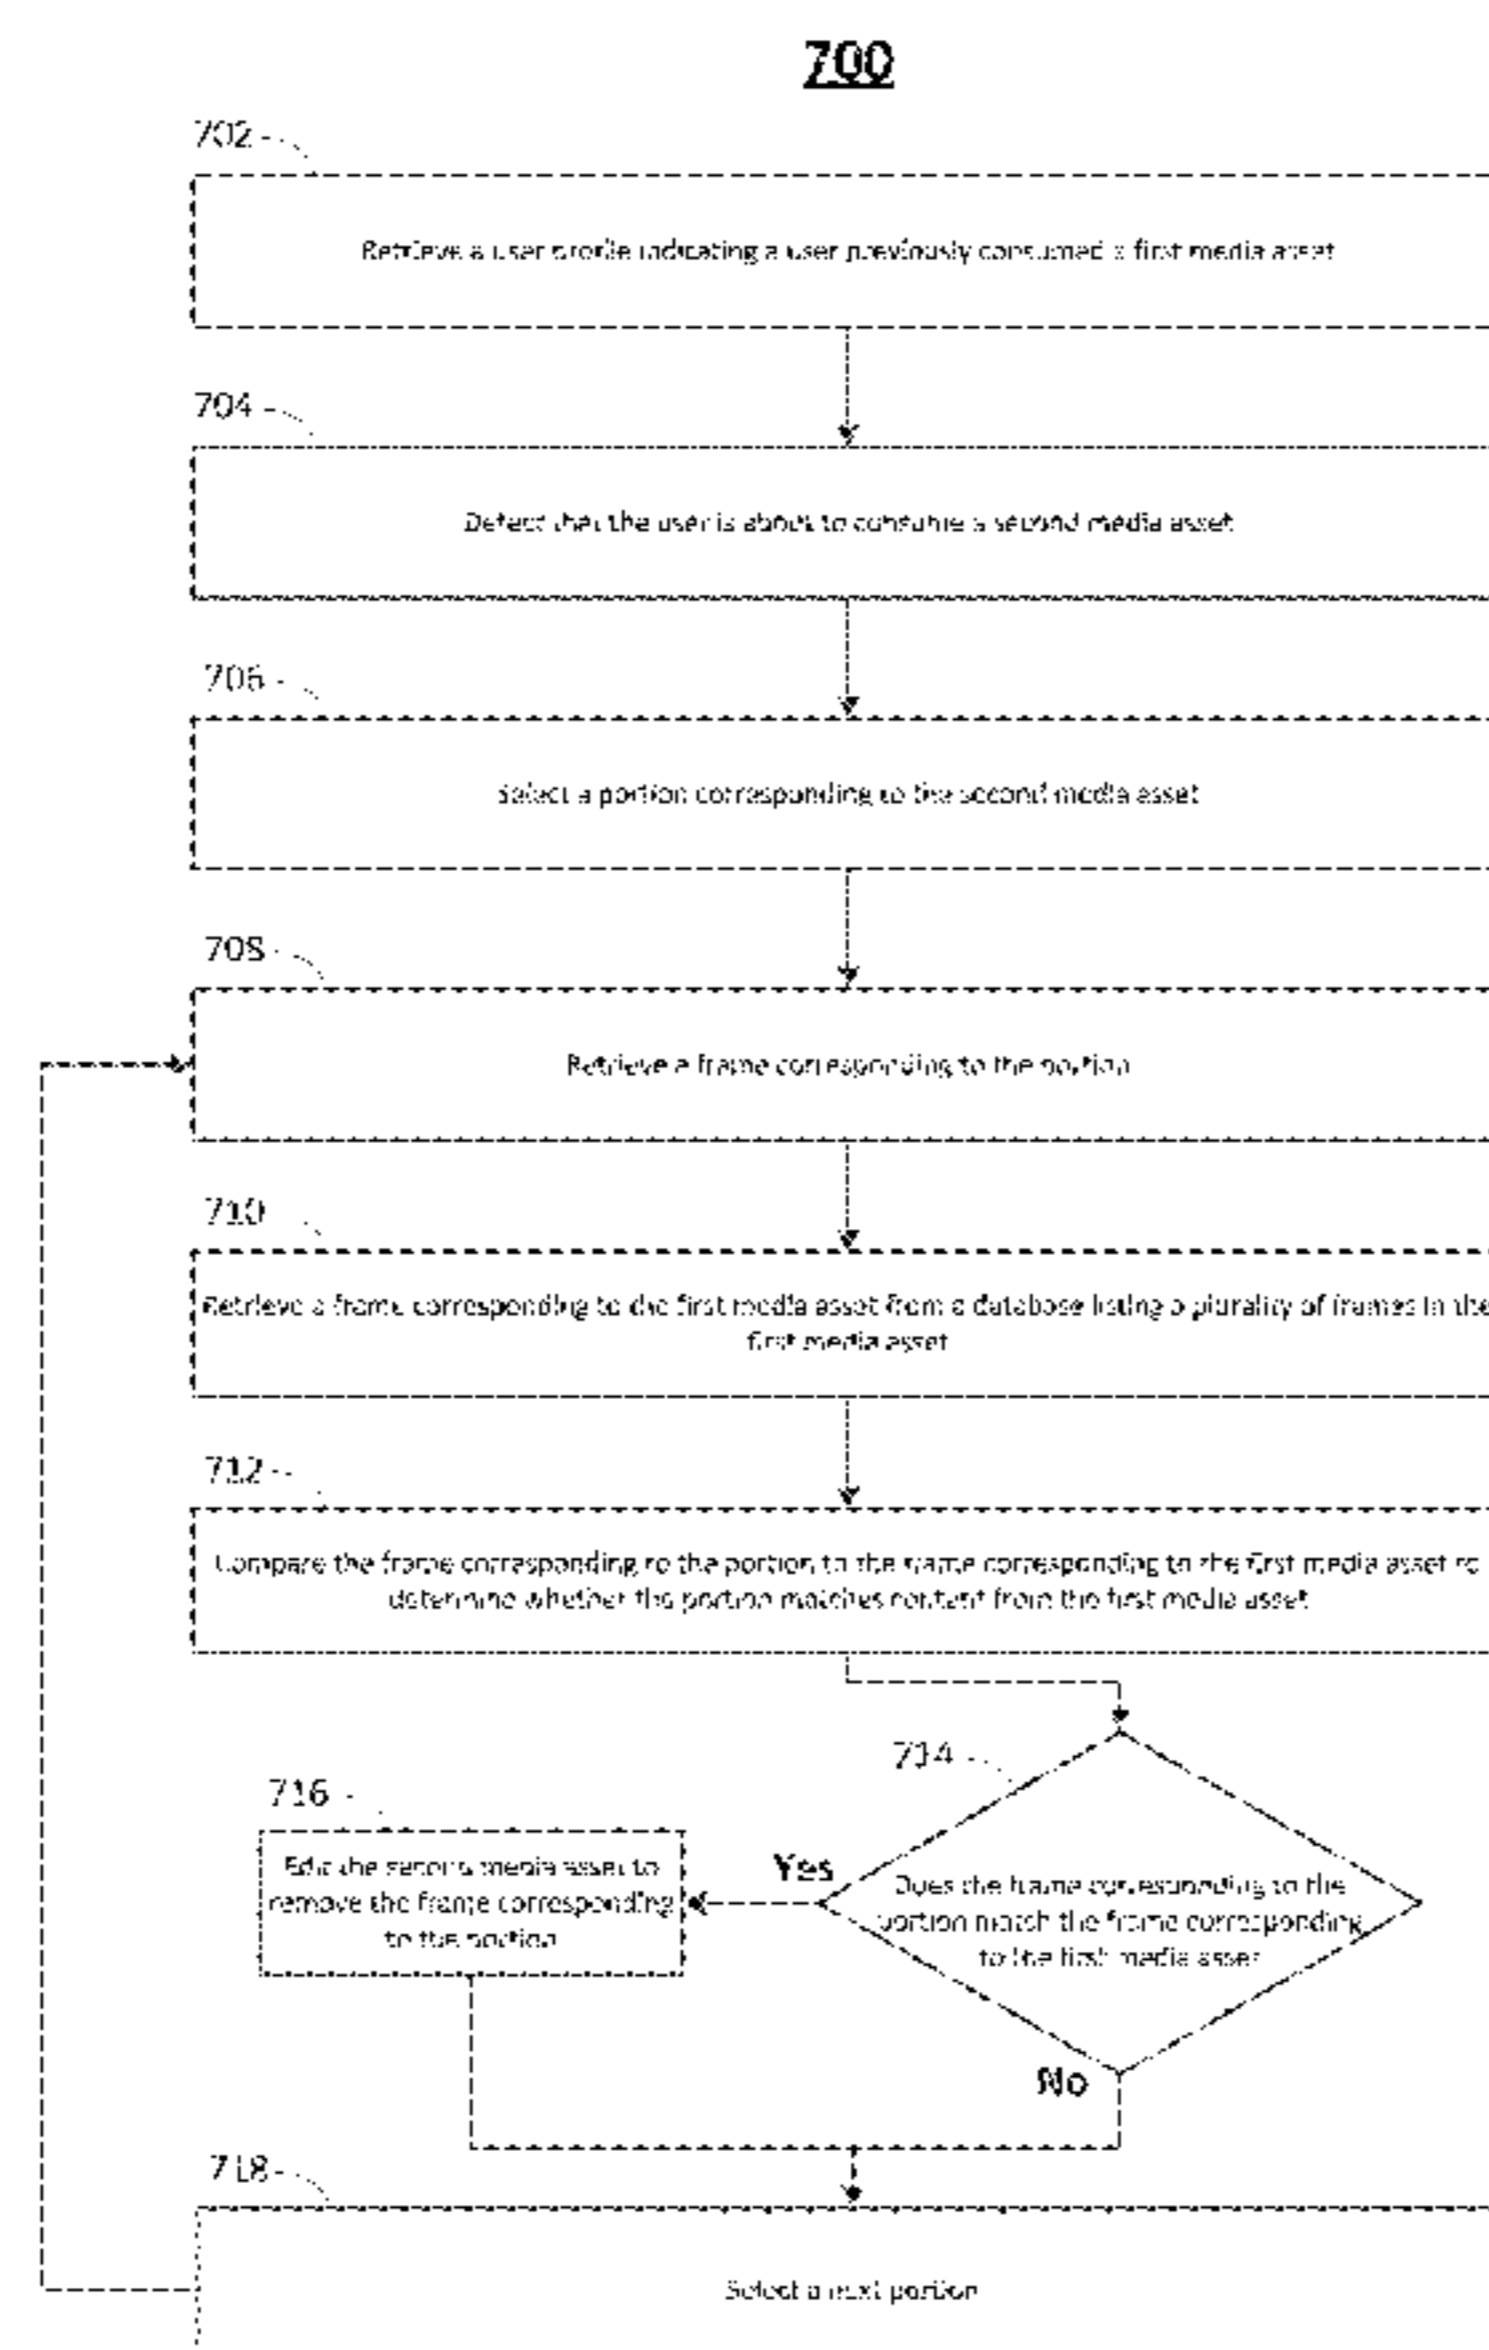 700
702
Retrieve a user profile indicating a user previously consumed a first media asset
704
Detect that the user is about to consume a second media asset
706
Select a portion corresponding to the second media asset
708
Retrieve a frame corresponding to the portion
710
Retrieve a frame corresponding to the first media asset from a database listing a plurality of frames in the
first media asset
712
Compare the frame corresponding to the portion to the frame corresponding to the first media asset to
determine whether the portion matches content from the first media asset
714
716
Edit the second media asset to
remove the frame corresponding
to the portion
Yes
Does the frame corresponding to the
portion match the frame corresponding
to the first media asset
No
718
Select a next portion